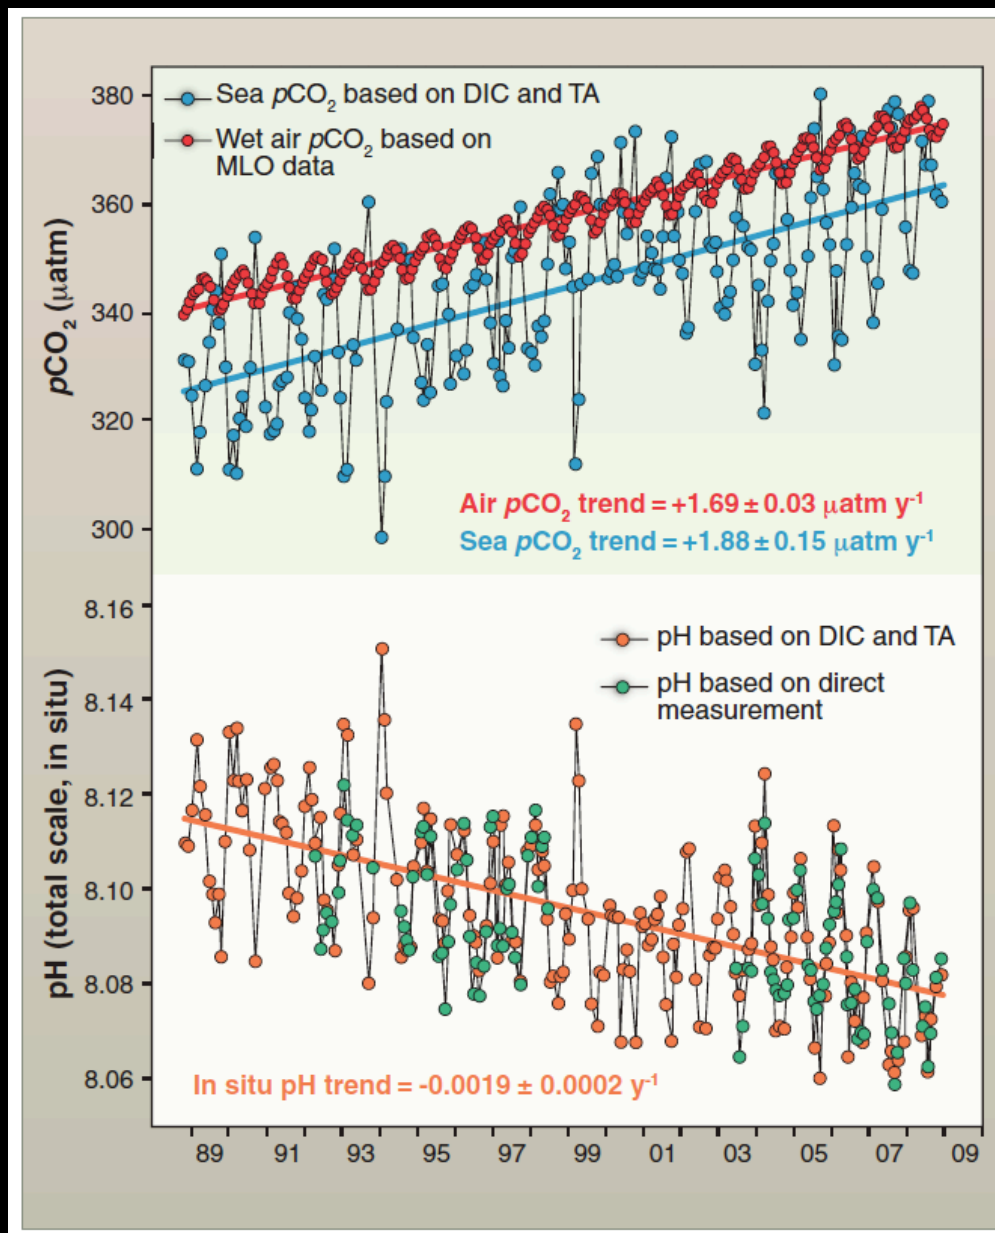 Sea pCO2 based on DIC and TA
Wet air pCO2 based on
MLO data
380
360
340
320
300
pCO2 (μatm)
Air pCO2 trend = +1.69 ± 0.03 μatm y-1
Sea pCO2 trend = +1.88 ± 0.15 μatm y-1
pH based on DIC and TA
pH based on direct
measurement
8.16
8.14
8.12
8.10
8.08
8.06
pH (total scale, in situ)
In situ pH trend = -0.0019 ± 0.0002 y-1
89 91 93 95 97 99 01 03 05 07 09